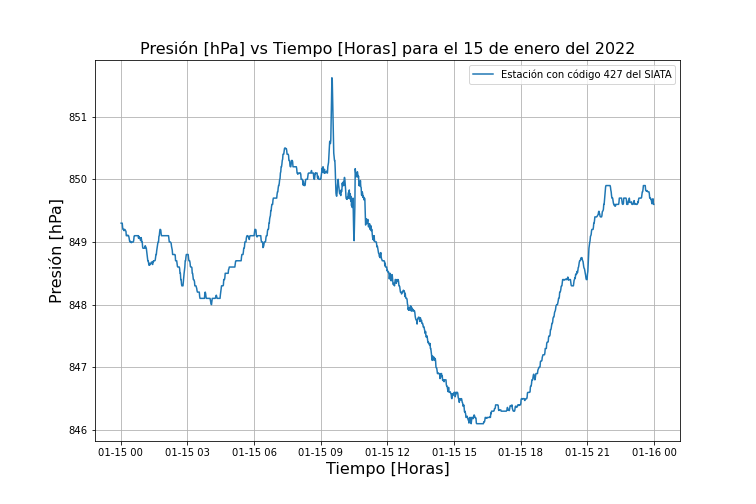 Presión [hPa] vs Tiempo [Horas] para el 15 de enero del 2022
Estación con código 427 del SIATA
Presión [hPa]
851
850
849
848
847
846
01-15 00 01-15 03 01-15 06 01-15 09 01-15 12 01-15 15 01-15 18 01-15 21 01-16 00
Tiempo [Horas]